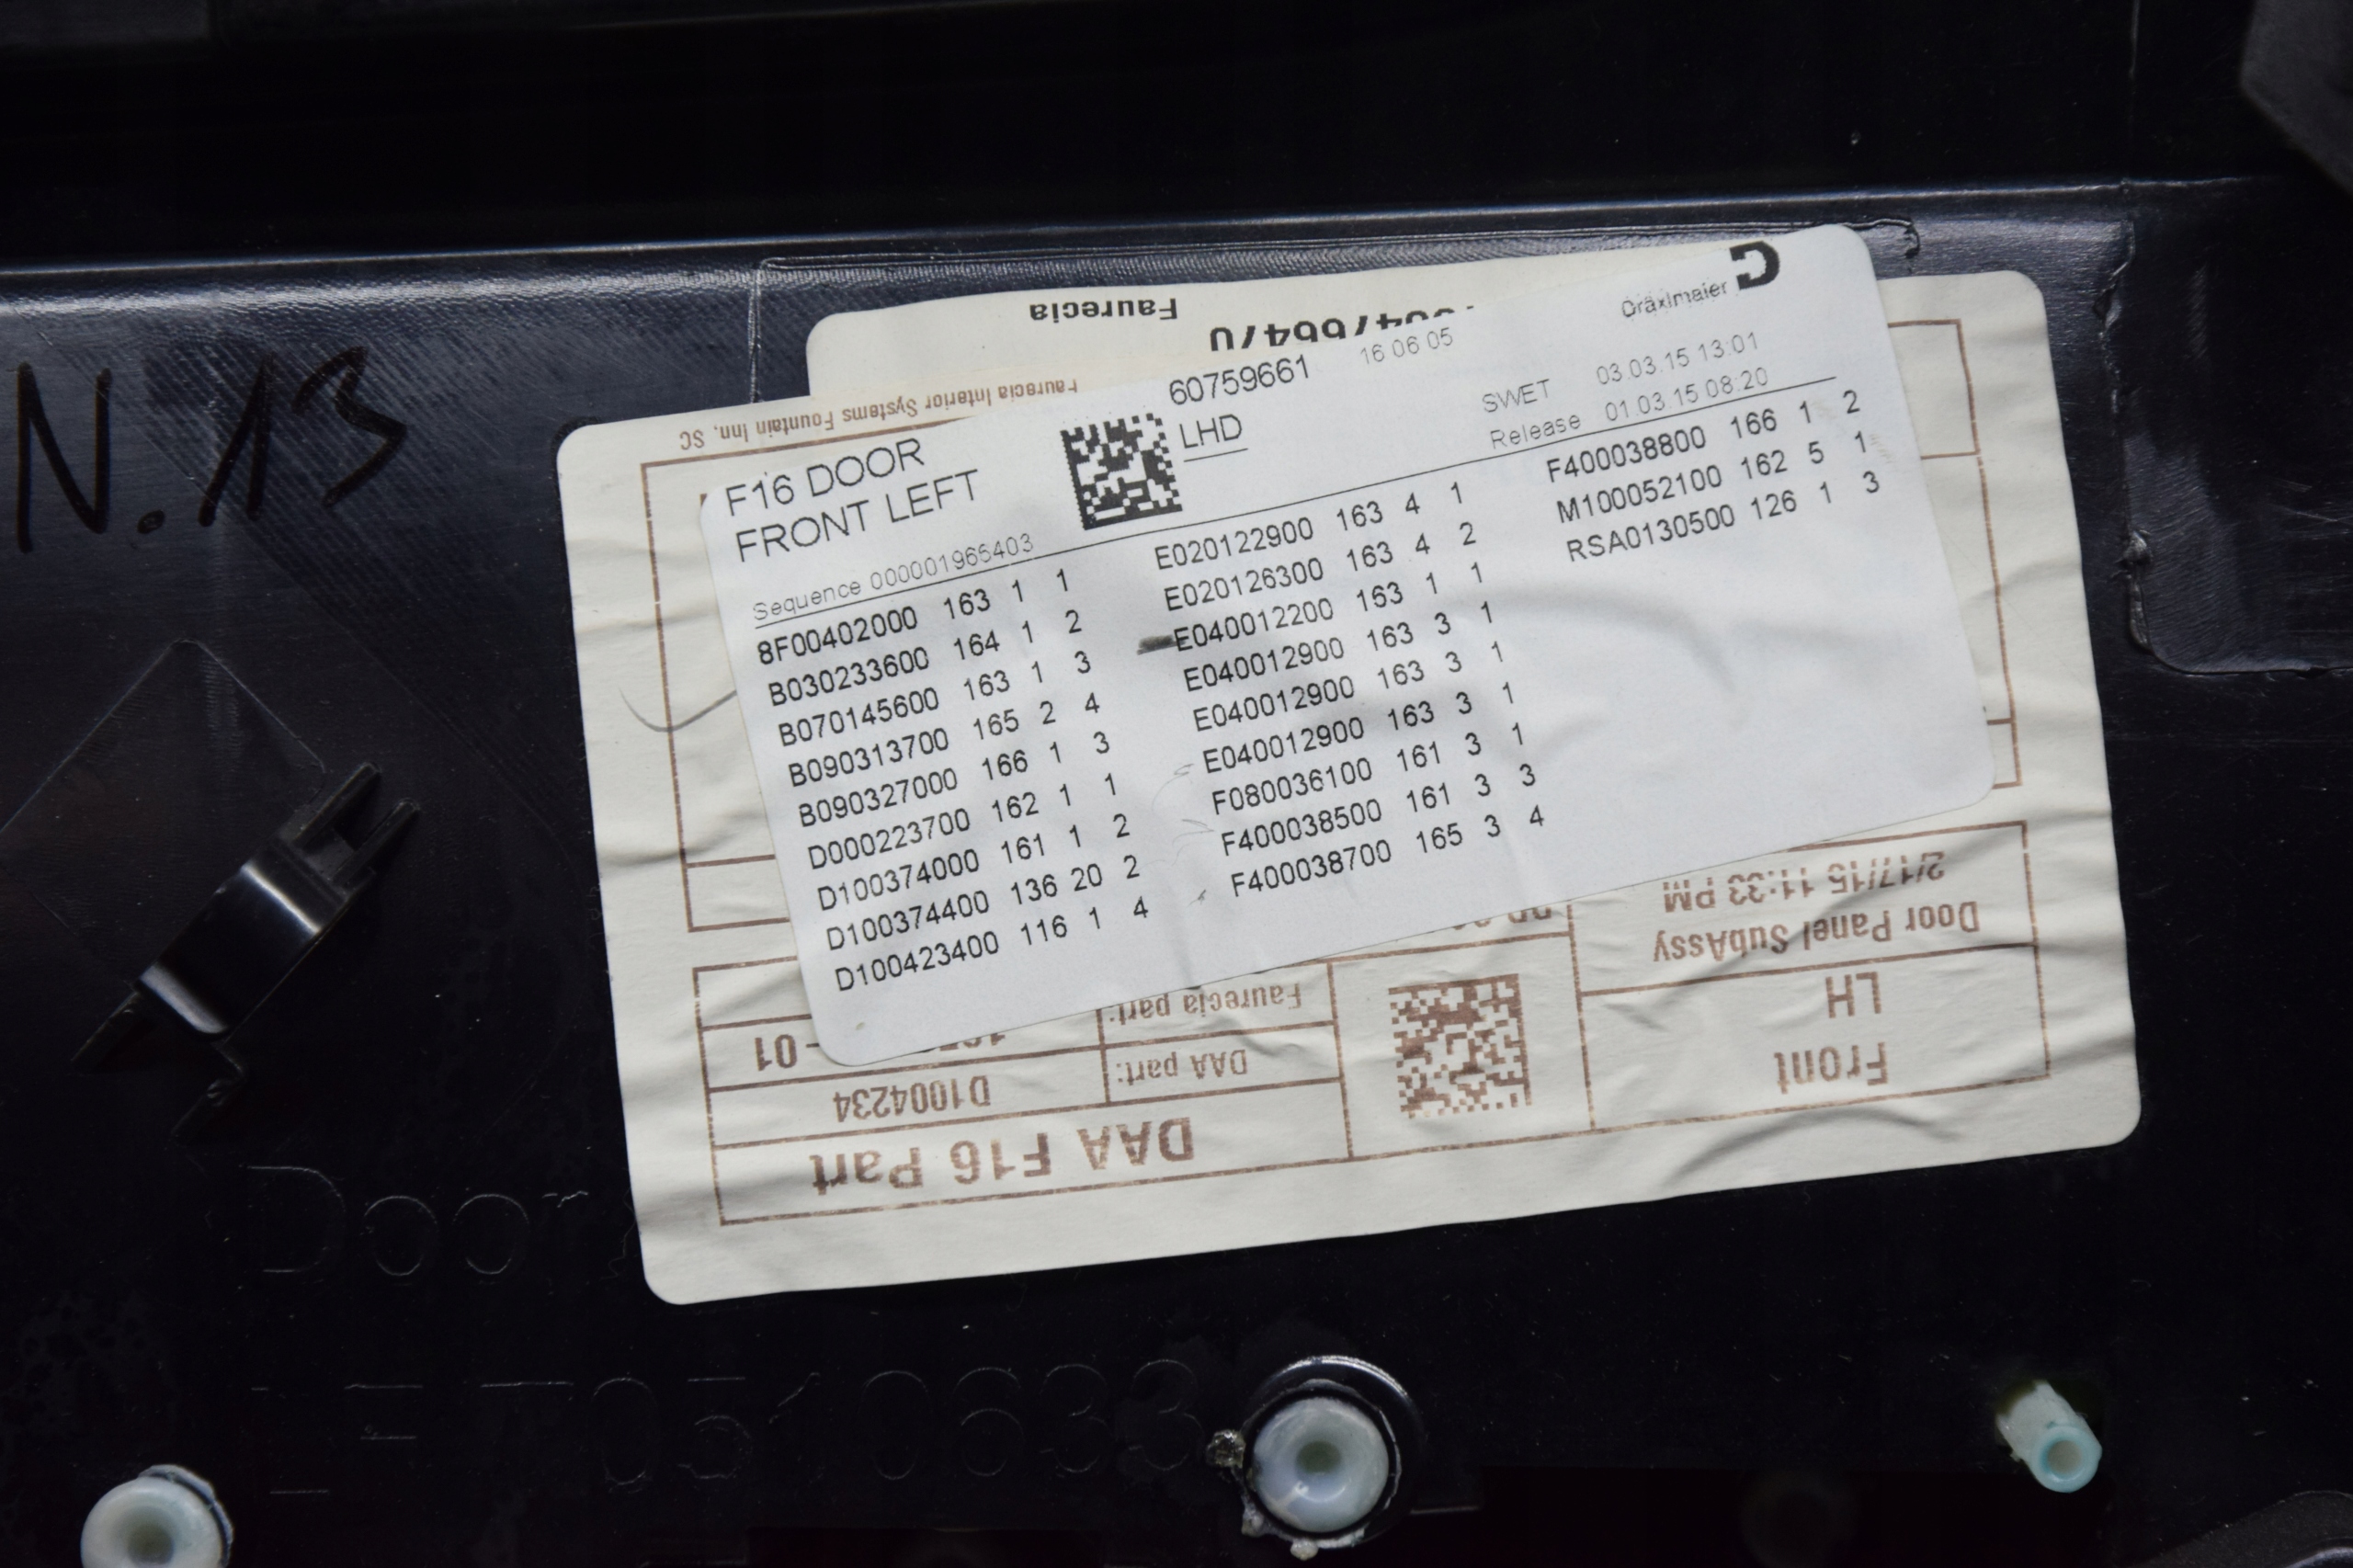 N.13
Dräxlmaier
60759661
16 06 05
LHD
SWET 03.03.15 13:01
Release 01.03.15 08:20
F16 DOOR
FRONT LEFT
Sequence 000001965403
8F00402000 163 1 1
B030233600 164 1 2
B070145600 163 1 3
B090313700 165 2 4
B090327000 166 1 3
D000223700 162 1 1
D100374000 161 1 2
D100374400 136 20 2
D100423400 116 1 4
E020122900 163 4 1
E020126300 163 4 2
E040012200 163 1 1
E040012900 163 3 1
E040012900 163 3 1
E040012900 163 3 1
F080036100 161 3 1
F400038500 161 3 3
F400038700 165 3 4
F400038800 166 1 2
M100052100 162 5 1
RSA0130500 126 1 3
DAA F16 Part
DAA part: D1004234
Faurecia part: -01
Front
LH
Door Panel SubAssy
2/17/15 11:33 PM
Faurecia Interior Systems Fountain Inn, SC
Faurecia
Door